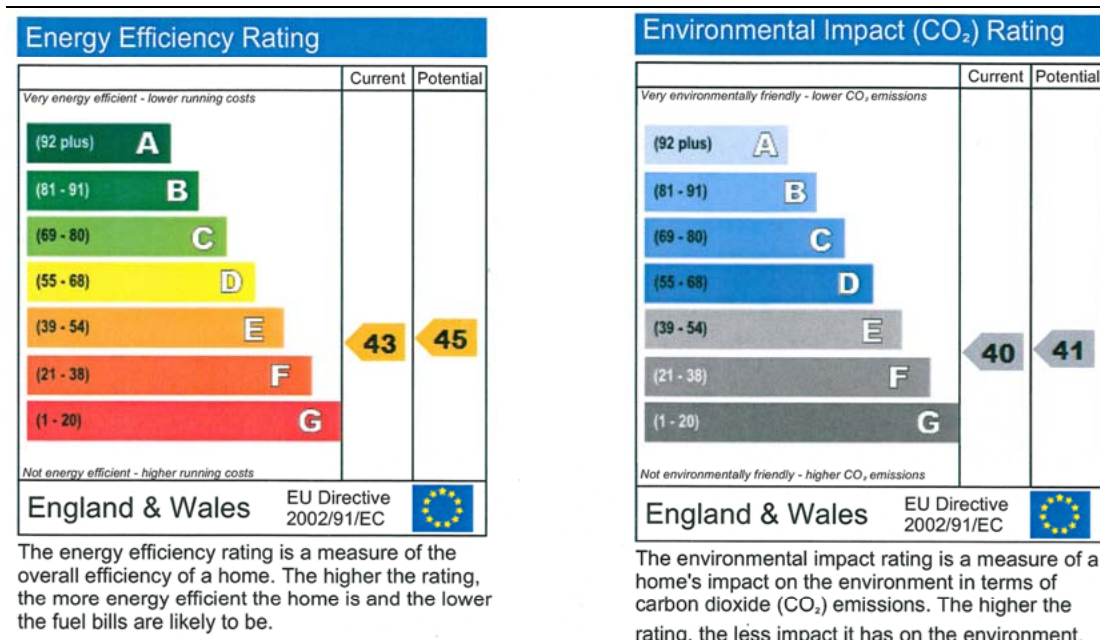 Energy Efficiency Rating
Current Potential
Very energy efficient - lower running costs
(92 plus) A
(81 - 91) B
(69 - 80) C
(55 - 68) D
(39 - 54) E
43 45
(21 - 38) F
(1 - 20) G
Not energy efficient - higher running costs
England & Wales
EU Directive
2002/91/EC
The energy efficiency rating is a measure of the
overall efficiency of a home. The higher the rating,
the more energy efficient the home is and the lower
the fuel bills are likely to be.
Environmental Impact (CO₂) Rating
Current Potential
Very environmentally friendly - lower CO₂ emissions
(92 plus) A
(81 - 91) B
(69 - 80) C
(55 - 68) D
(39 - 54) E
40 41
(21 - 38) F
(1 - 20) G
Not environmentally friendly - higher CO₂ emissions
England & Wales
EU Directive
2002/91/EC
The environmental impact rating is a measure of a
home's impact on the environment in terms of
carbon dioxide (CO₂) emissions. The higher the
rating, the less impact it has on the environment.